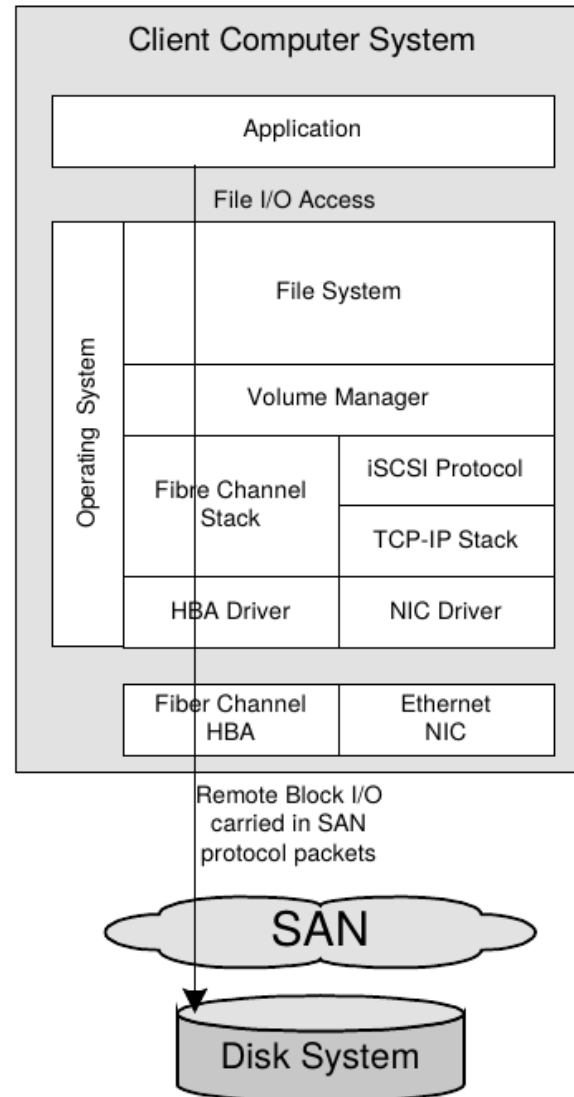 Client Computer System
Application
File I/O Access
Operating System
File System
Volume Manager
Fibre Channel
Stack
iSCSI Protocol
TCP-IP Stack
HBA Driver
NIC Driver
Fiber Channel
HBA
Ethernet
NIC
Remote Block I/O
carried in SAN
protocol packets
SAN
Disk System